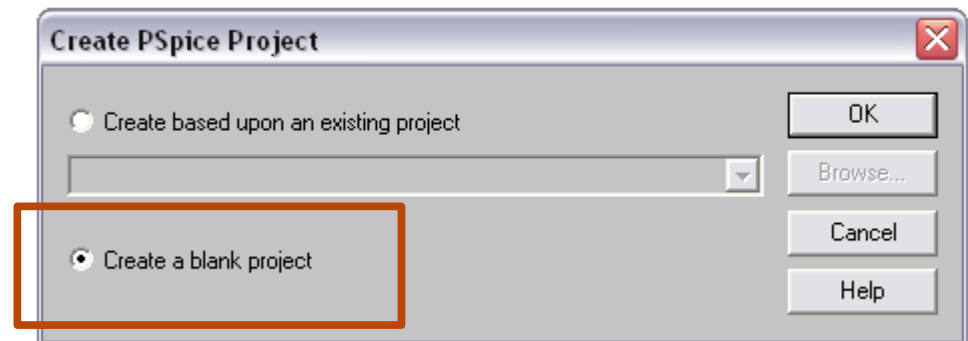 Create PSpice Project
Create based upon an existing project
OK
Browse...
Create a blank project
Cancel
Help